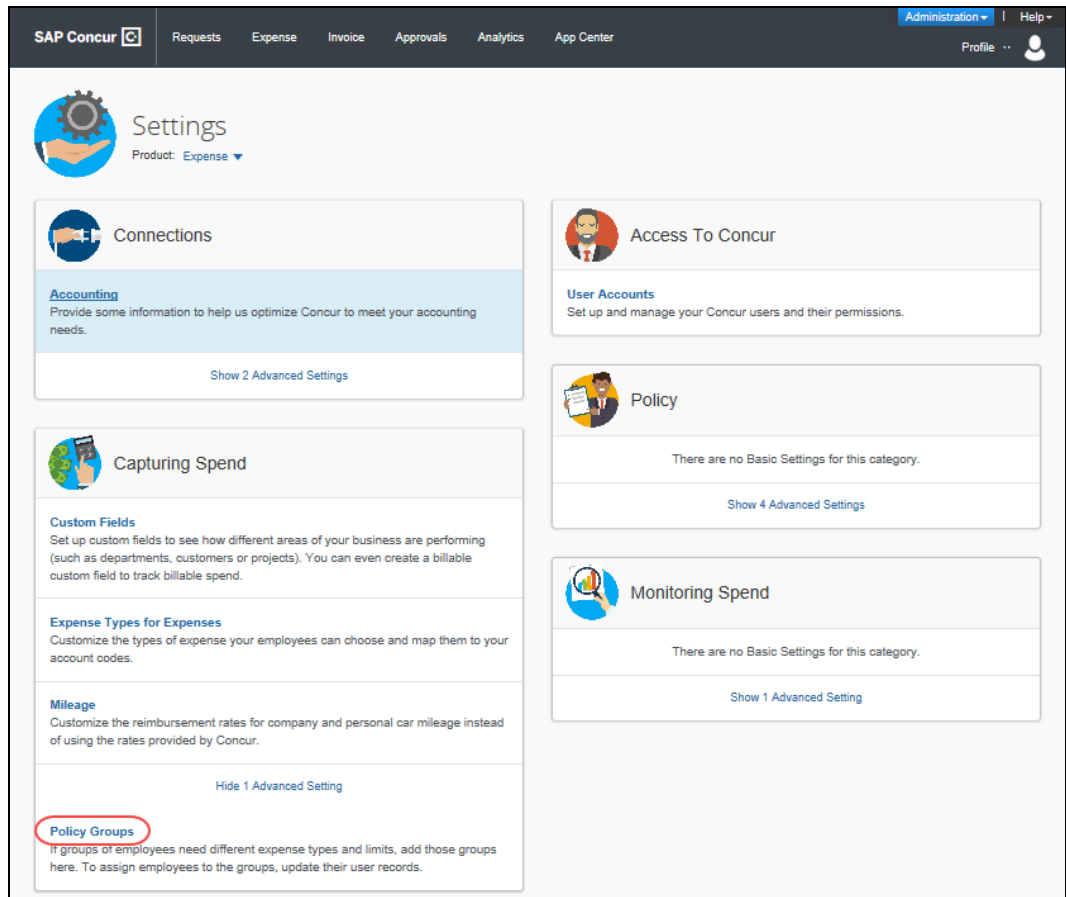 Administration | Help
SAP Concur C Requests Expense Invoice Approvals Analytics App Center
Profile
Settings
Product: Expense
Connections
Accounting
Provide some information to help us optimize Concur to meet your accounting
needs.
Show 2 Advanced Settings
Capturing Spend
Custom Fields
Set up custom fields to see how different areas of your business are performing
(such as departments, customers or projects). You can even create a billable
custom field to track billable spend.
Expense Types for Expenses
Customize the types of expense your employees can choose and map them to your
account codes.
Mileage
Customize the reimbursement rates for company and personal car mileage instead
of using the rates provided by Concur.
Hide 1 Advanced Setting
Policy Groups
If groups of employees need different expense types and limits, add those groups
here. To assign employees to the groups, update their user records.
Access To Concur
User Accounts
Set up and manage your Concur users and their permissions.
Policy
There are no Basic Settings for this category.
Show 4 Advanced Settings
Monitoring Spend
There are no Basic Settings for this category.
Show 1 Advanced Setting